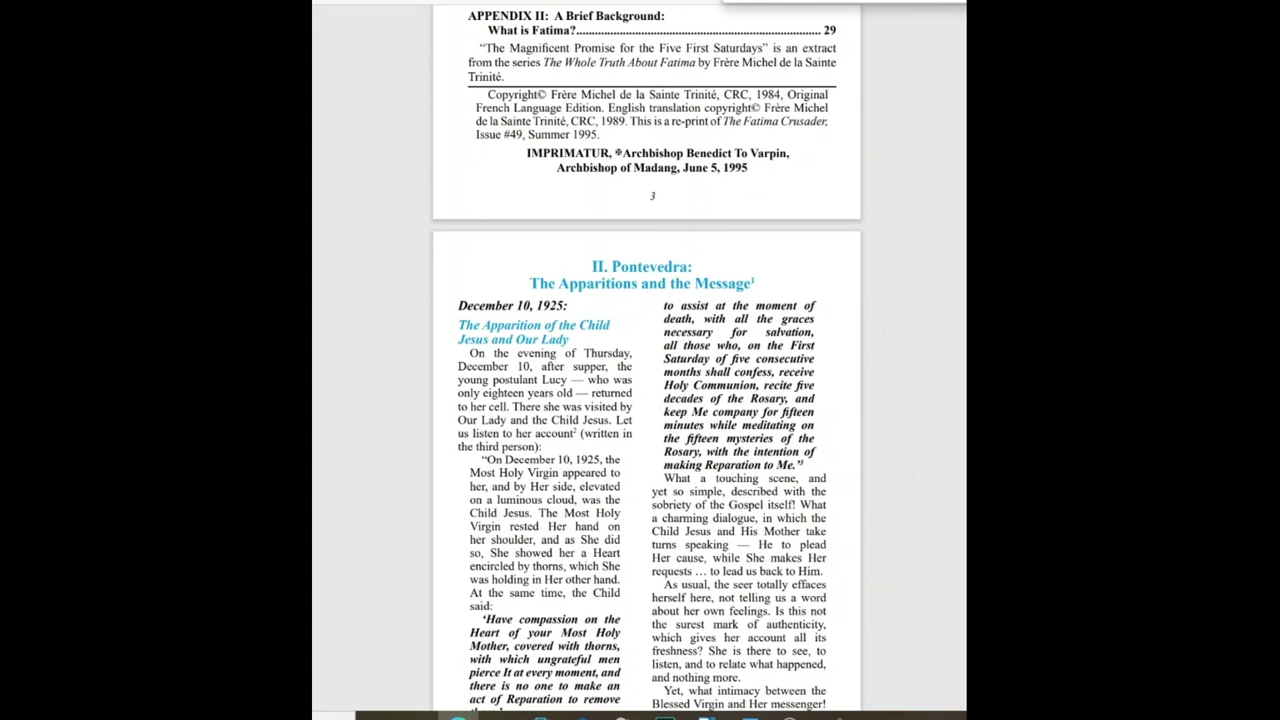 APPENDIX II: A Brief Background:
What is Fatima?................................................................................ 29
“The Magnificent Promise for the Five First Saturdays” is an extract
from the series The Whole Truth About Fatima by Frère Michel de la Sainte
Trinité.
Copyright© Frère Michel de la Sainte Trinité, CRC, 1984, Original
French Language Edition. English translation copyright© Frère Michel
de la Sainte Trinité, CRC, 1989. This is a re-print of The Fatima Crusader,
Issue #49, Summer 1995.
IMPRIMATUR, ✠Archbishop Benedict To Varpin,
Archbishop of Madang, June 5, 1995
3
II. Pontevedra:
The Apparitions and the Message¹
December 10, 1925:
The Apparition of the Child
Jesus and Our Lady
On the evening of Thursday,
December 10, after supper, the
young postulant Lucy — who was
only eighteen years old — returned
to her cell. There she was visited by
Our Lady and the Child Jesus. Let
us listen to her account² (written in
the third person):
“On December 10, 1925, the
Most Holy Virgin appeared to
her, and by Her side, elevated
on a luminous cloud, was the
Child Jesus. The Most Holy
Virgin rested Her hand on
her shoulder, and as She did
so, She showed her a Heart
encircled by thorns, which She
was holding in Her other hand.
At the same time, the Child
said:
‘Have compassion on the
Heart of your Most Holy
Mother, covered with thorns,
with which ungrateful men
pierce It at every moment, and
there is no one to make an
act of Reparation to remove
to assist at the moment of
death, with all the graces
necessary for salvation,
all those who, on the First
Saturday of five consecutive
months shall confess, receive
Holy Communion, recite five
decades of the Rosary, and
keep Me company for fifteen
minutes while meditating on
the fifteen mysteries of the
Rosary, with the intention of
making Reparation to Me.’³
What a touching scene, and
yet so simple, described with the
sobriety of the Gospel itself! What
a charming dialogue, in which the
Child Jesus and His Mother take
turns speaking — He to plead
Her cause, while She makes Her
requests … to lead us back to Him.
As usual, the seer totally effaces
herself here, not telling us a word
about her own feelings. Is this not
the surest mark of authenticity,
which gives her account all its
freshness? She is there to see, to
listen, and to relate what happened,
and nothing more.
Yet, what intimacy between the
Blessed Virgin and Her messenger!